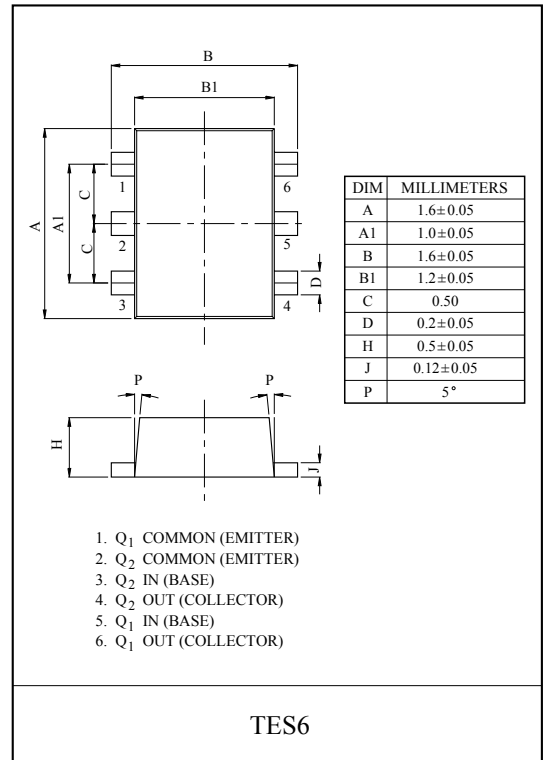 B
B1
1
6
C
A
A1
2
5
C
D
3
4
DIM MILLIMETERS
A 1.6±0.05
A1 1.0±0.05
B 1.6±0.05
B1 1.2±0.05
C 0.50
D 0.2±0.05
H 0.5±0.05
J 0.12±0.05
P 5°
P P
H
J
1. Q1 COMMON (EMITTER)
2. Q2 COMMON (EMITTER)
3. Q2 IN (BASE)
4. Q2 OUT (COLLECTOR)
5. Q1 IN (BASE)
6. Q1 OUT (COLLECTOR)
TES6